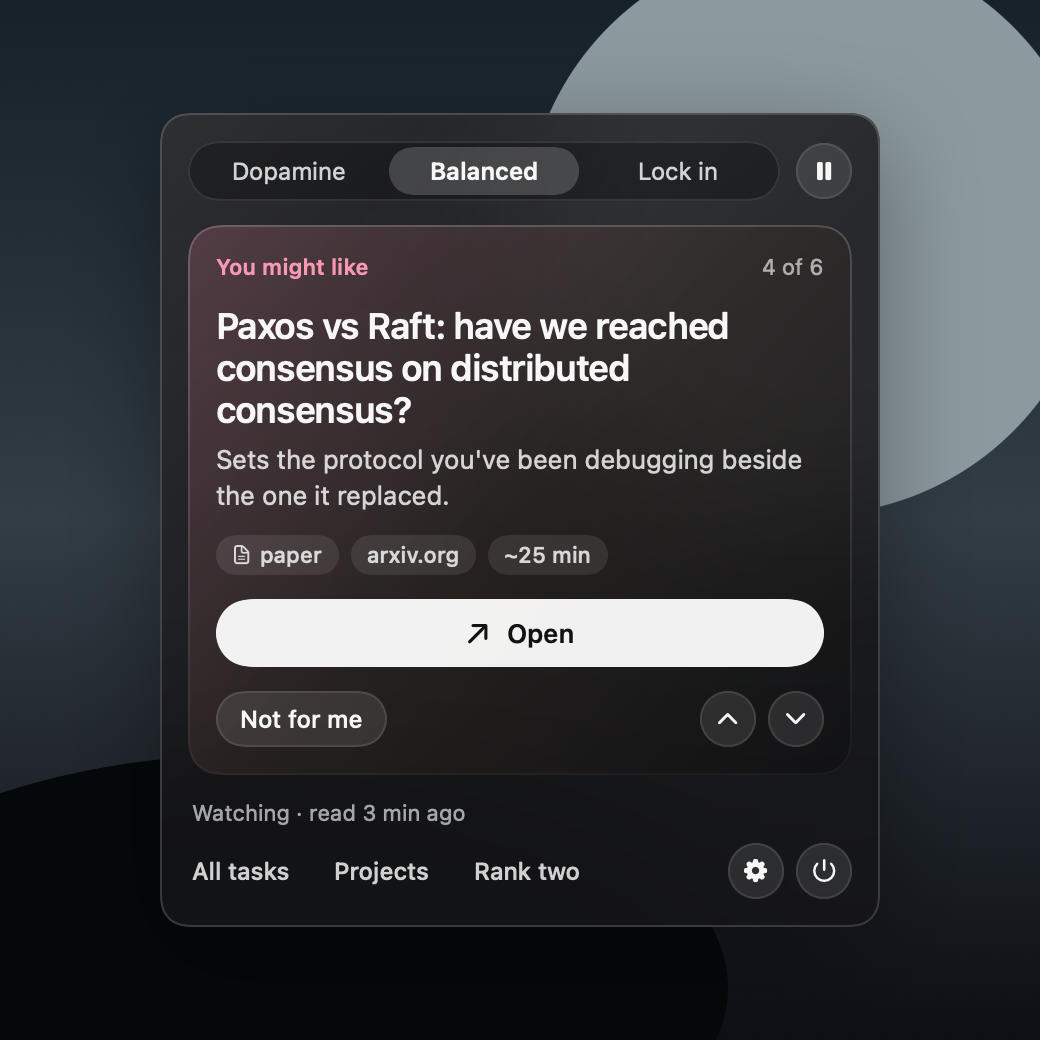 Dopamine Balanced Lock in
You might like 4 of 6
Paxos vs Raft: have we reached
consensus on distributed
consensus?
Sets the protocol you've been debugging beside
the one it replaced.
paper arxiv.org ~25 min
Open
Not for me
Watching · read 3 min ago
All tasks Projects Rank two